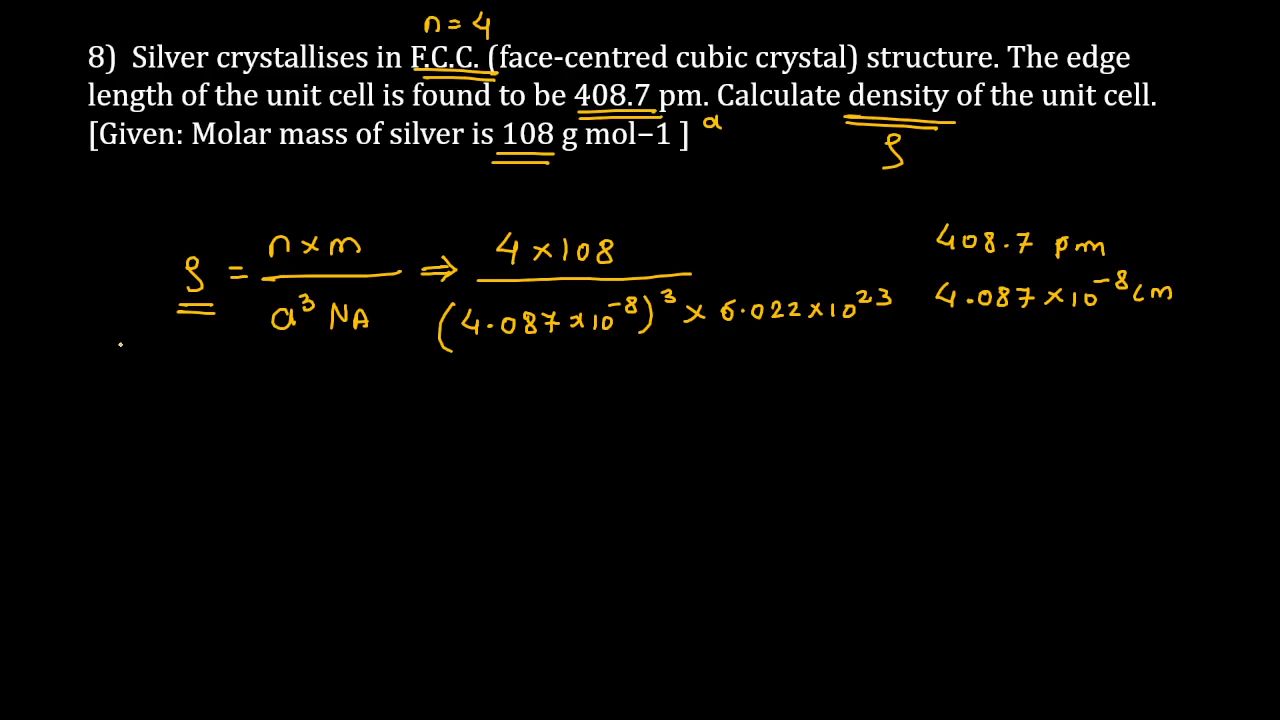 n = 4
8) Silver crystallises in F.C.C. (face-centred cubic crystal) structure. The edge
length of the unit cell is found to be 408.7 pm. Calculate density of the unit cell.
[Given: Molar mass of silver is 108 g mol−1 ] a
ρ
ρ = n × m / a³ NA ⇒ 4 × 108 / (4.087 × 10⁻⁸)³ × 6.022 × 10²³
408.7 pm
4.087 × 10⁻⁸ cm